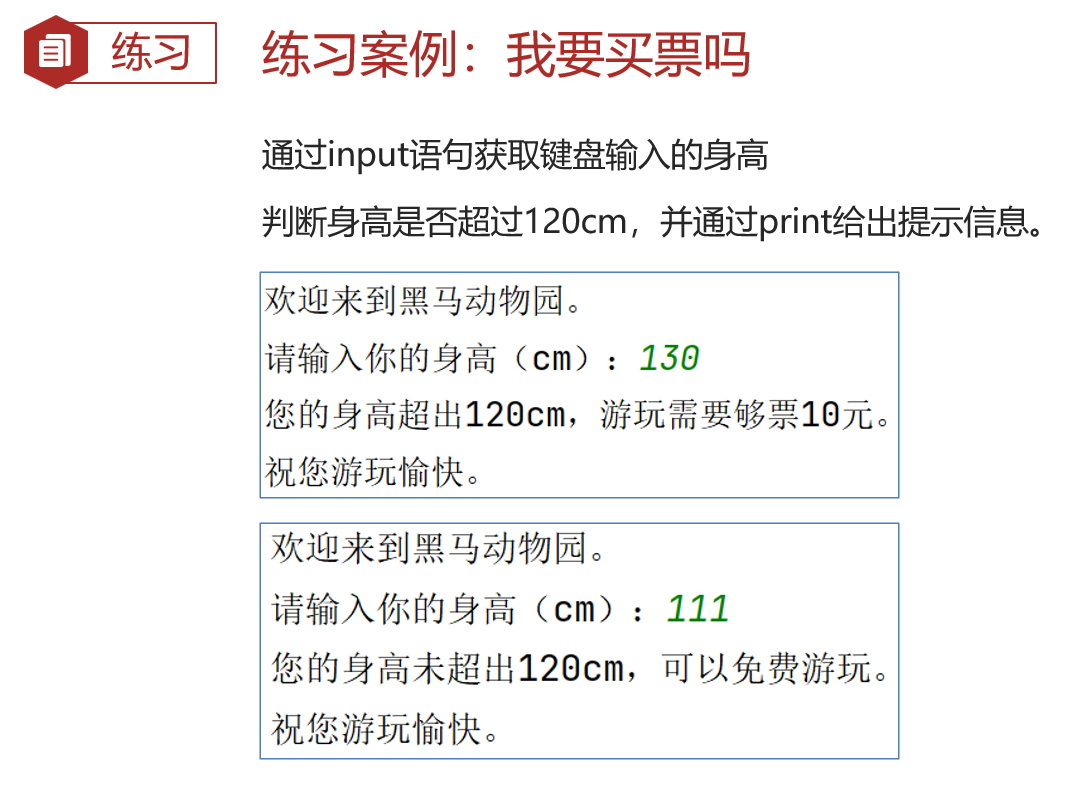 练习
练习案例：我要买票吗
通过input语句获取键盘输入的身高
判断身高是否超过120cm，并通过print给出提示信息。
欢迎来到黑马动物园。
请输入你的身高（cm）：130
您的身高超出120cm，游玩需要够票10元。
祝您游玩愉快。
欢迎来到黑马动物园。
请输入你的身高（cm）：111
您的身高未超出120cm，可以免费游玩。
祝您游玩愉快。